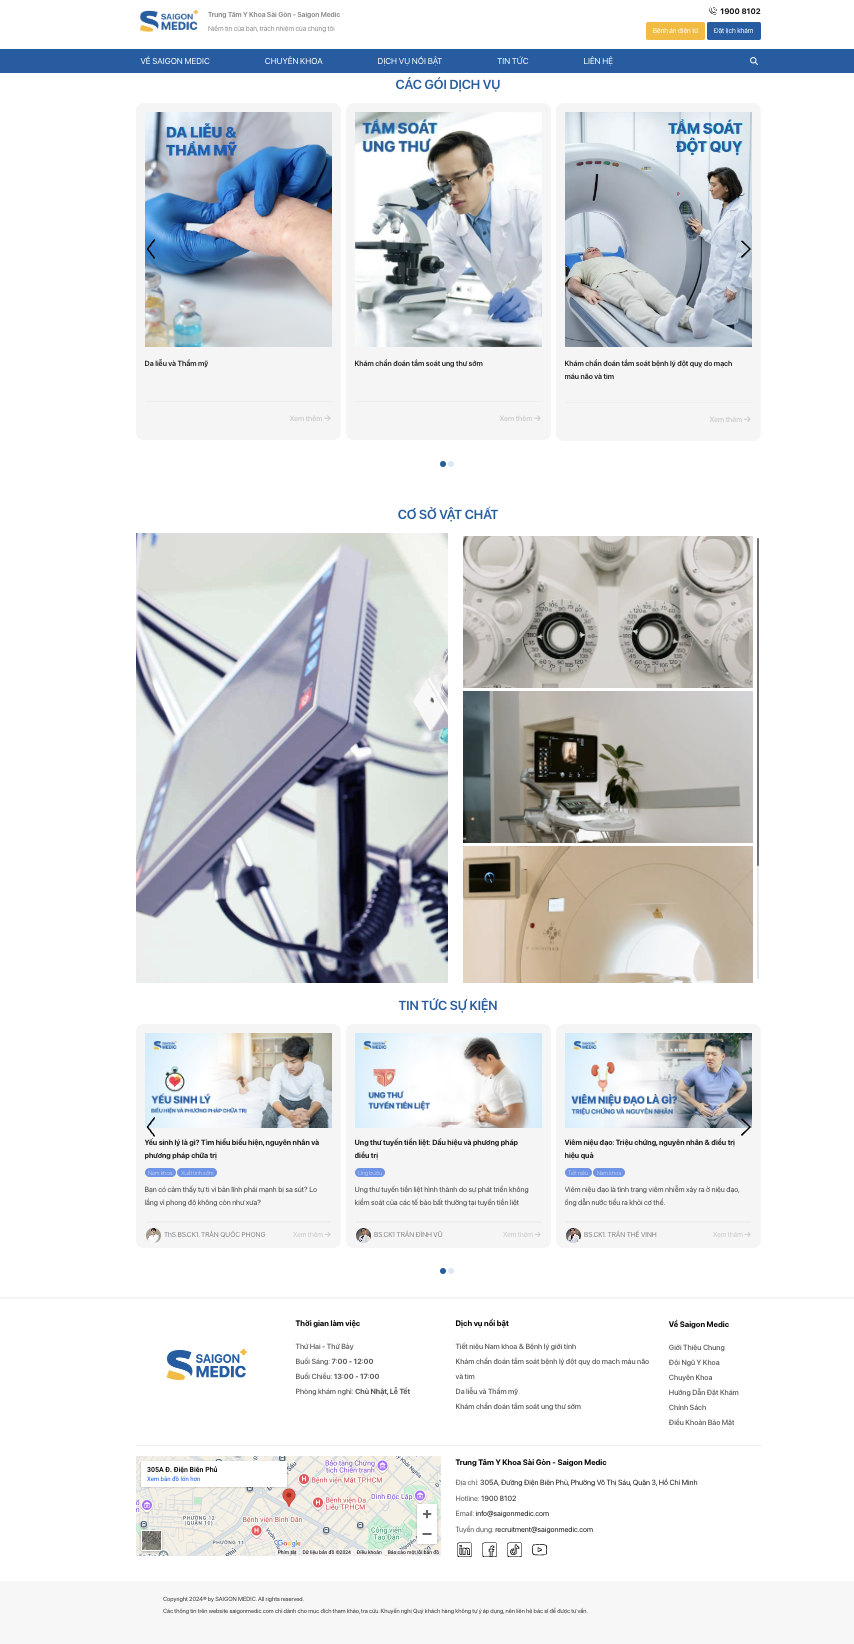 SAIGON
MEDIC
Trung Tâm Y Khoa Sài Gòn - Saigon Medic
Niềm tin của bạn, trách nhiệm của chúng tôi
1900 8102
Bệnh án điện tử
Đặt lịch khám
VỀ SAIGON MEDIC
CHUYÊN KHOA
DỊCH VỤ NỔI BẬT
TIN TỨC
LIÊN HỆ
CÁC GÓI DỊCH VỤ
DA LIỄU &
THẨM MỸ
TẦM SOÁT
UNG THƯ
TẦM SOÁT
ĐỘT QUỴ
Da liễu và Thẩm mỹ
Khám chẩn đoán tầm soát ung thư sớm
Khám chẩn đoán tầm soát bệnh lý đột quỵ do mạch
máu não và tim
Xem thêm
Xem thêm
Xem thêm
CƠ SỞ VẬT CHẤT
TIN TỨC SỰ KIỆN
SAIGON
MEDIC
YẾU SINH LÝ
BIỂU HIỆN VÀ PHƯƠNG PHÁP CHỮA TRỊ
SAIGON
MEDIC
UNG THƯ
TUYẾN TIỀN LIỆT
SAIGON
MEDIC
VIÊM NIỆU ĐẠO LÀ GÌ?
TRIỆU CHỨNG VÀ NGUYÊN NHÂN
Yếu sinh lý là gì? Tìm hiểu biểu hiện, nguyên nhân và
phương pháp chữa trị
Nam khoa
Xuất tinh sớm
Bạn có cảm thấy tự ti vì bản lĩnh phái mạnh bị sa sút? Lo
lắng vì phong độ không còn như xưa?
ThS.BS.CK1. TRẦN QUỐC PHONG
Xem thêm
Ung thư tuyến tiền liệt: Dấu hiệu và phương pháp
điều trị
Ung bướu
Ung thư tuyến tiền liệt hình thành do sự phát triển không
kiểm soát của các tế bào bất thường tại tuyến tiền liệt
BS.CK1 TRẦN ĐÌNH VŨ
Xem thêm
Viêm niệu đạo: Triệu chứng, nguyên nhân & điều trị
hiệu quả
Tiết niệu
Nam khoa
Viêm niệu đạo là tình trạng viêm nhiễm xảy ra ở niệu đạo,
ống dẫn nước tiểu ra khỏi cơ thể.
BS.CK1. TRẦN THẾ VINH
Xem thêm
SAIGON
MEDIC
Thời gian làm việc
Thứ Hai - Thứ Bảy
Buổi Sáng: 7:00 - 12:00
Buổi Chiều: 13:00 - 17:00
Phòng khám nghỉ: Chủ Nhật, Lễ Tết
Dịch vụ nổi bật
Tiết niệu Nam khoa & Bệnh lý giới tính
Khám chẩn đoán tầm soát bệnh lý đột quỵ do mạch máu não
và tim
Da liễu và Thẩm mỹ
Khám chẩn đoán tầm soát ung thư sớm
Về Saigon Medic
Giới Thiệu Chung
Đội Ngũ Y Khoa
Chuyên Khoa
Hướng Dẫn Đặt Khám
Chính Sách
Điều Khoản Bảo Mật
305A Đ. Điện Biên Phủ
Xem bản đồ lớn hơn
Bảo tàng Chứng
tích Chiến tranh
Bệnh viện Mắt TP.HCM
Bệnh viện Da
Liễu TP.HCM
Dinh Độc Lập
PHƯỜNG 12
(QUẬN 10)
Bệnh viện Bình Dân
Công viên
Tao Đàn
PHƯỜNG 11
Google
Phím tắt
Dữ liệu bản đồ ©2024
Điều khoản
Báo cáo một lỗi bản đồ
Trung Tâm Y Khoa Sài Gòn - Saigon Medic
Địa chỉ: 305A, Đường Điện Biên Phủ, Phường Võ Thị Sáu, Quận 3, Hồ Chí Minh
Hotline: 1900 8102
Email: info@saigonmedic.com
Tuyển dụng: recruitment@saigonmedic.com
Copyright 2024® by SAIGON MEDIC. All rights reserved.
Các thông tin trên website saigonmedic.com chỉ dành cho mục đích tham khảo, tra cứu. Khuyến nghị Quý khách hàng không tự ý áp dụng, nên liên hệ bác sĩ để được tư vấn.